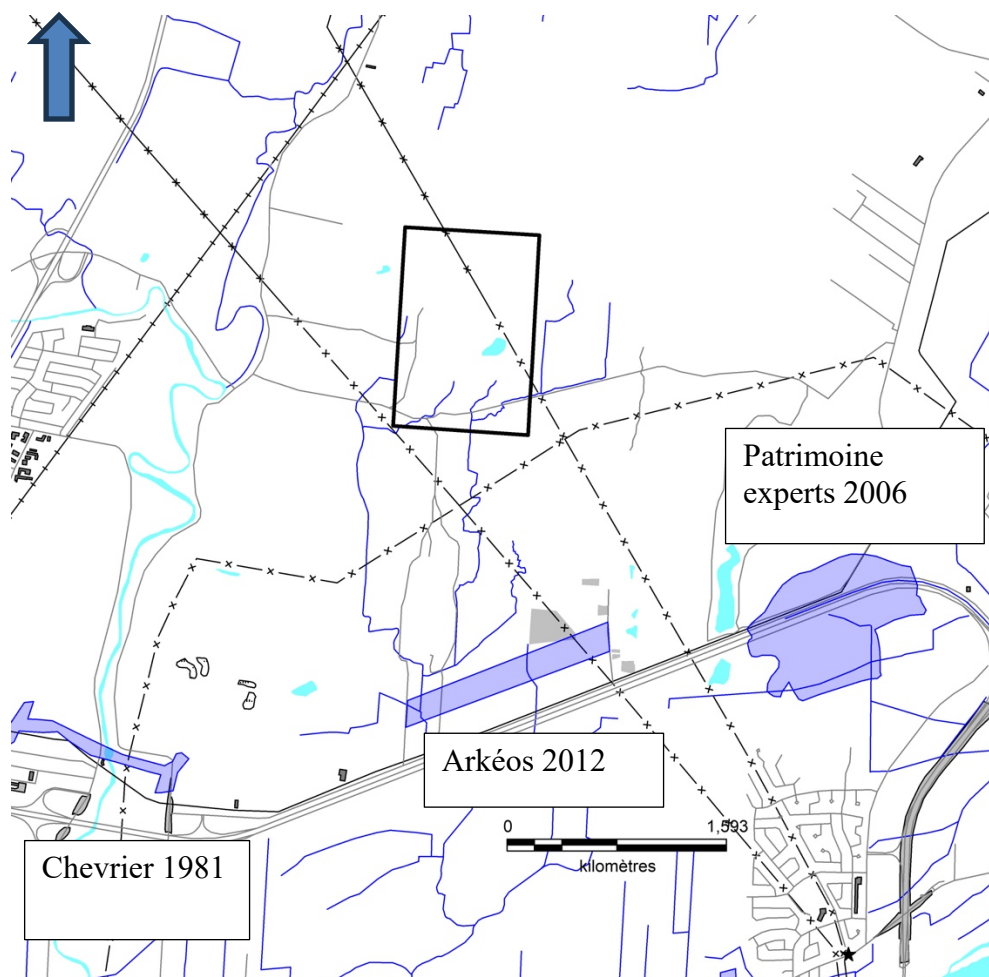 Patrimoine
experts 2006
Arkéos 2012
0 1,593
kilomètres
Chevrier 1981